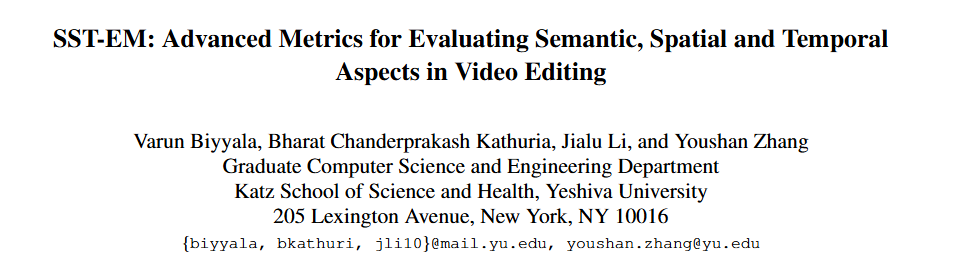 SST-EM: Advanced Metrics for Evaluating Semantic, Spatial and Temporal
Aspects in Video Editing
Varun Biyyala, Bharat Chanderprakash Kathuria, Jialu Li, and Youshan Zhang
Graduate Computer Science and Engineering Department
Katz School of Science and Health, Yeshiva University
205 Lexington Avenue, New York, NY 10016
{biyyala, bkathuri, jli10}@mail.yu.edu, youshan.zhang@yu.edu